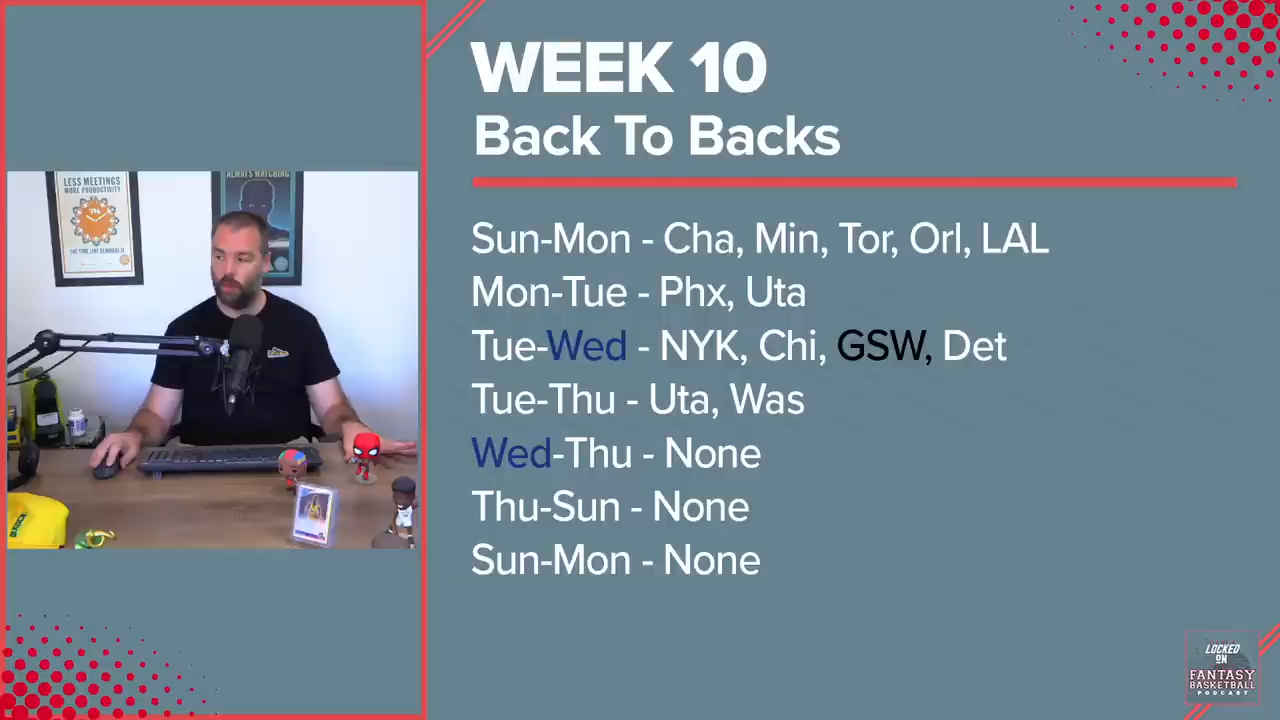 WEEK 10
Back To Backs
Sun-Mon - Cha, Min, Tor, Orl, LAL
Mon-Tue - Phx, Uta
Tue-Wed - NYK, Chi, GSW, Det
Tue-Thu - Uta, Was
Wed-Thu - None
Thu-Sun - None
Sun-Mon - None
LESS MEETINGS
MORE PRODUCTIVITY
ALWAYS WATCHING
LOCKED
ON
FANTASY
BASKETBALL
PODCAST